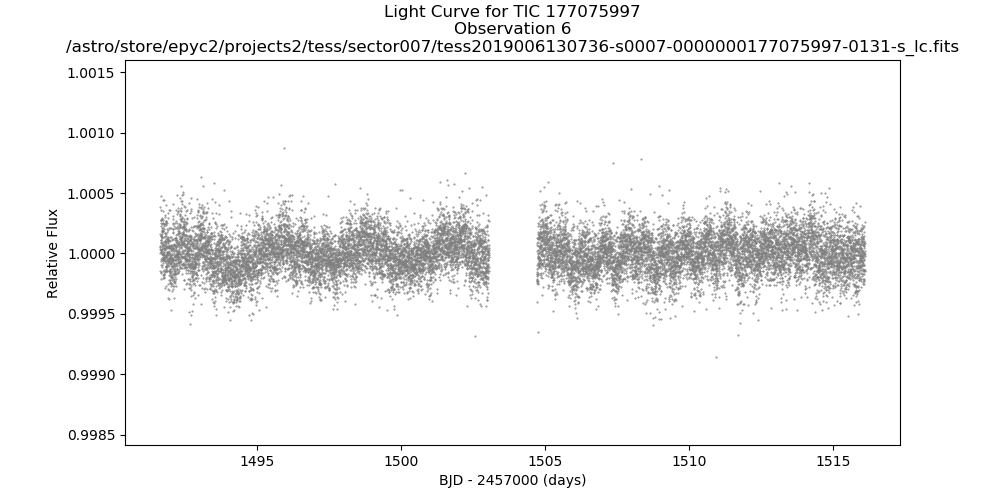 Light Curve for TIC 177075997
Observation 6
/astro/store/epyc2/projects2/tess/sector007/tess2019006130736-s0007-0000000177075997-0131-s_lc.fits
1.0015
1.0010
1.0005
1.0000
0.9995
0.9990
0.9985
Relative Flux
1495
1500
1505
1510
1515
BJD - 2457000 (days)